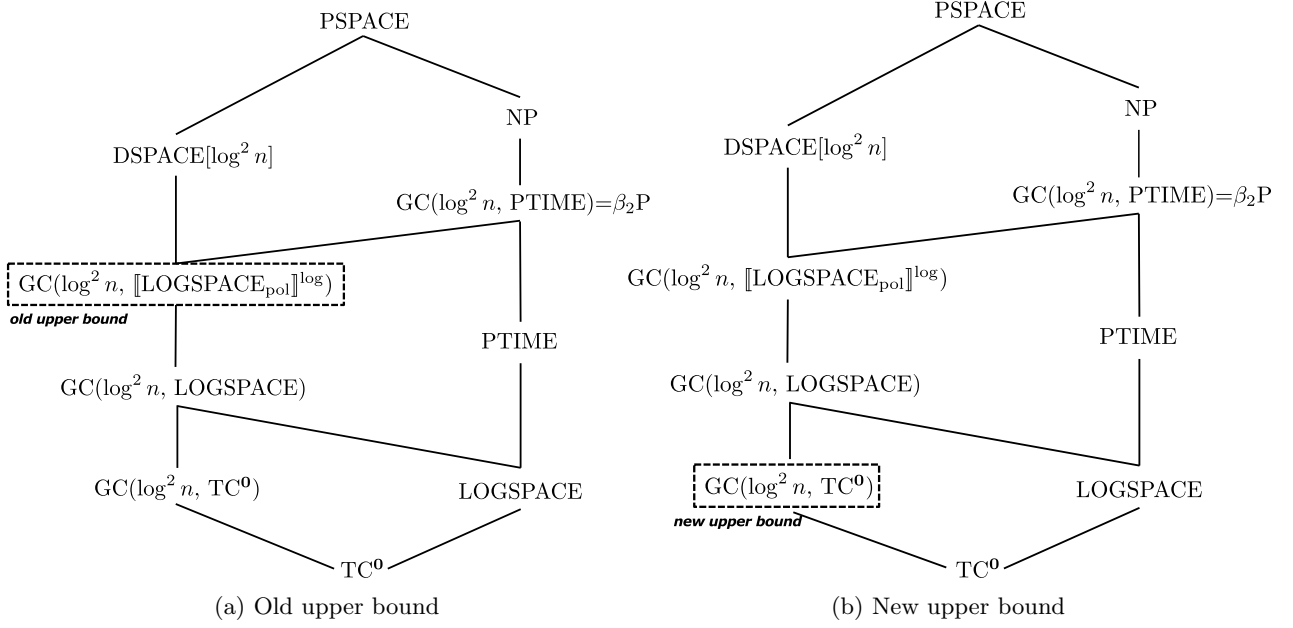 PSPACE
NP
DSPACE[log² n]
GC(log² n, PTIME)=β₂P
GC(log² n, ⟦LOGSPACEₚₒₗ⟧ˡᵒᵍ)
old upper bound
PTIME
GC(log² n, LOGSPACE)
GC(log² n, TC⁰)
LOGSPACE
TC⁰
(a) Old upper bound
PSPACE
NP
DSPACE[log² n]
GC(log² n, PTIME)=β₂P
GC(log² n, ⟦LOGSPACEₚₒₗ⟧ˡᵒᵍ)
PTIME
GC(log² n, LOGSPACE)
GC(log² n, TC⁰)
new upper bound
LOGSPACE
TC⁰
(b) New upper bound